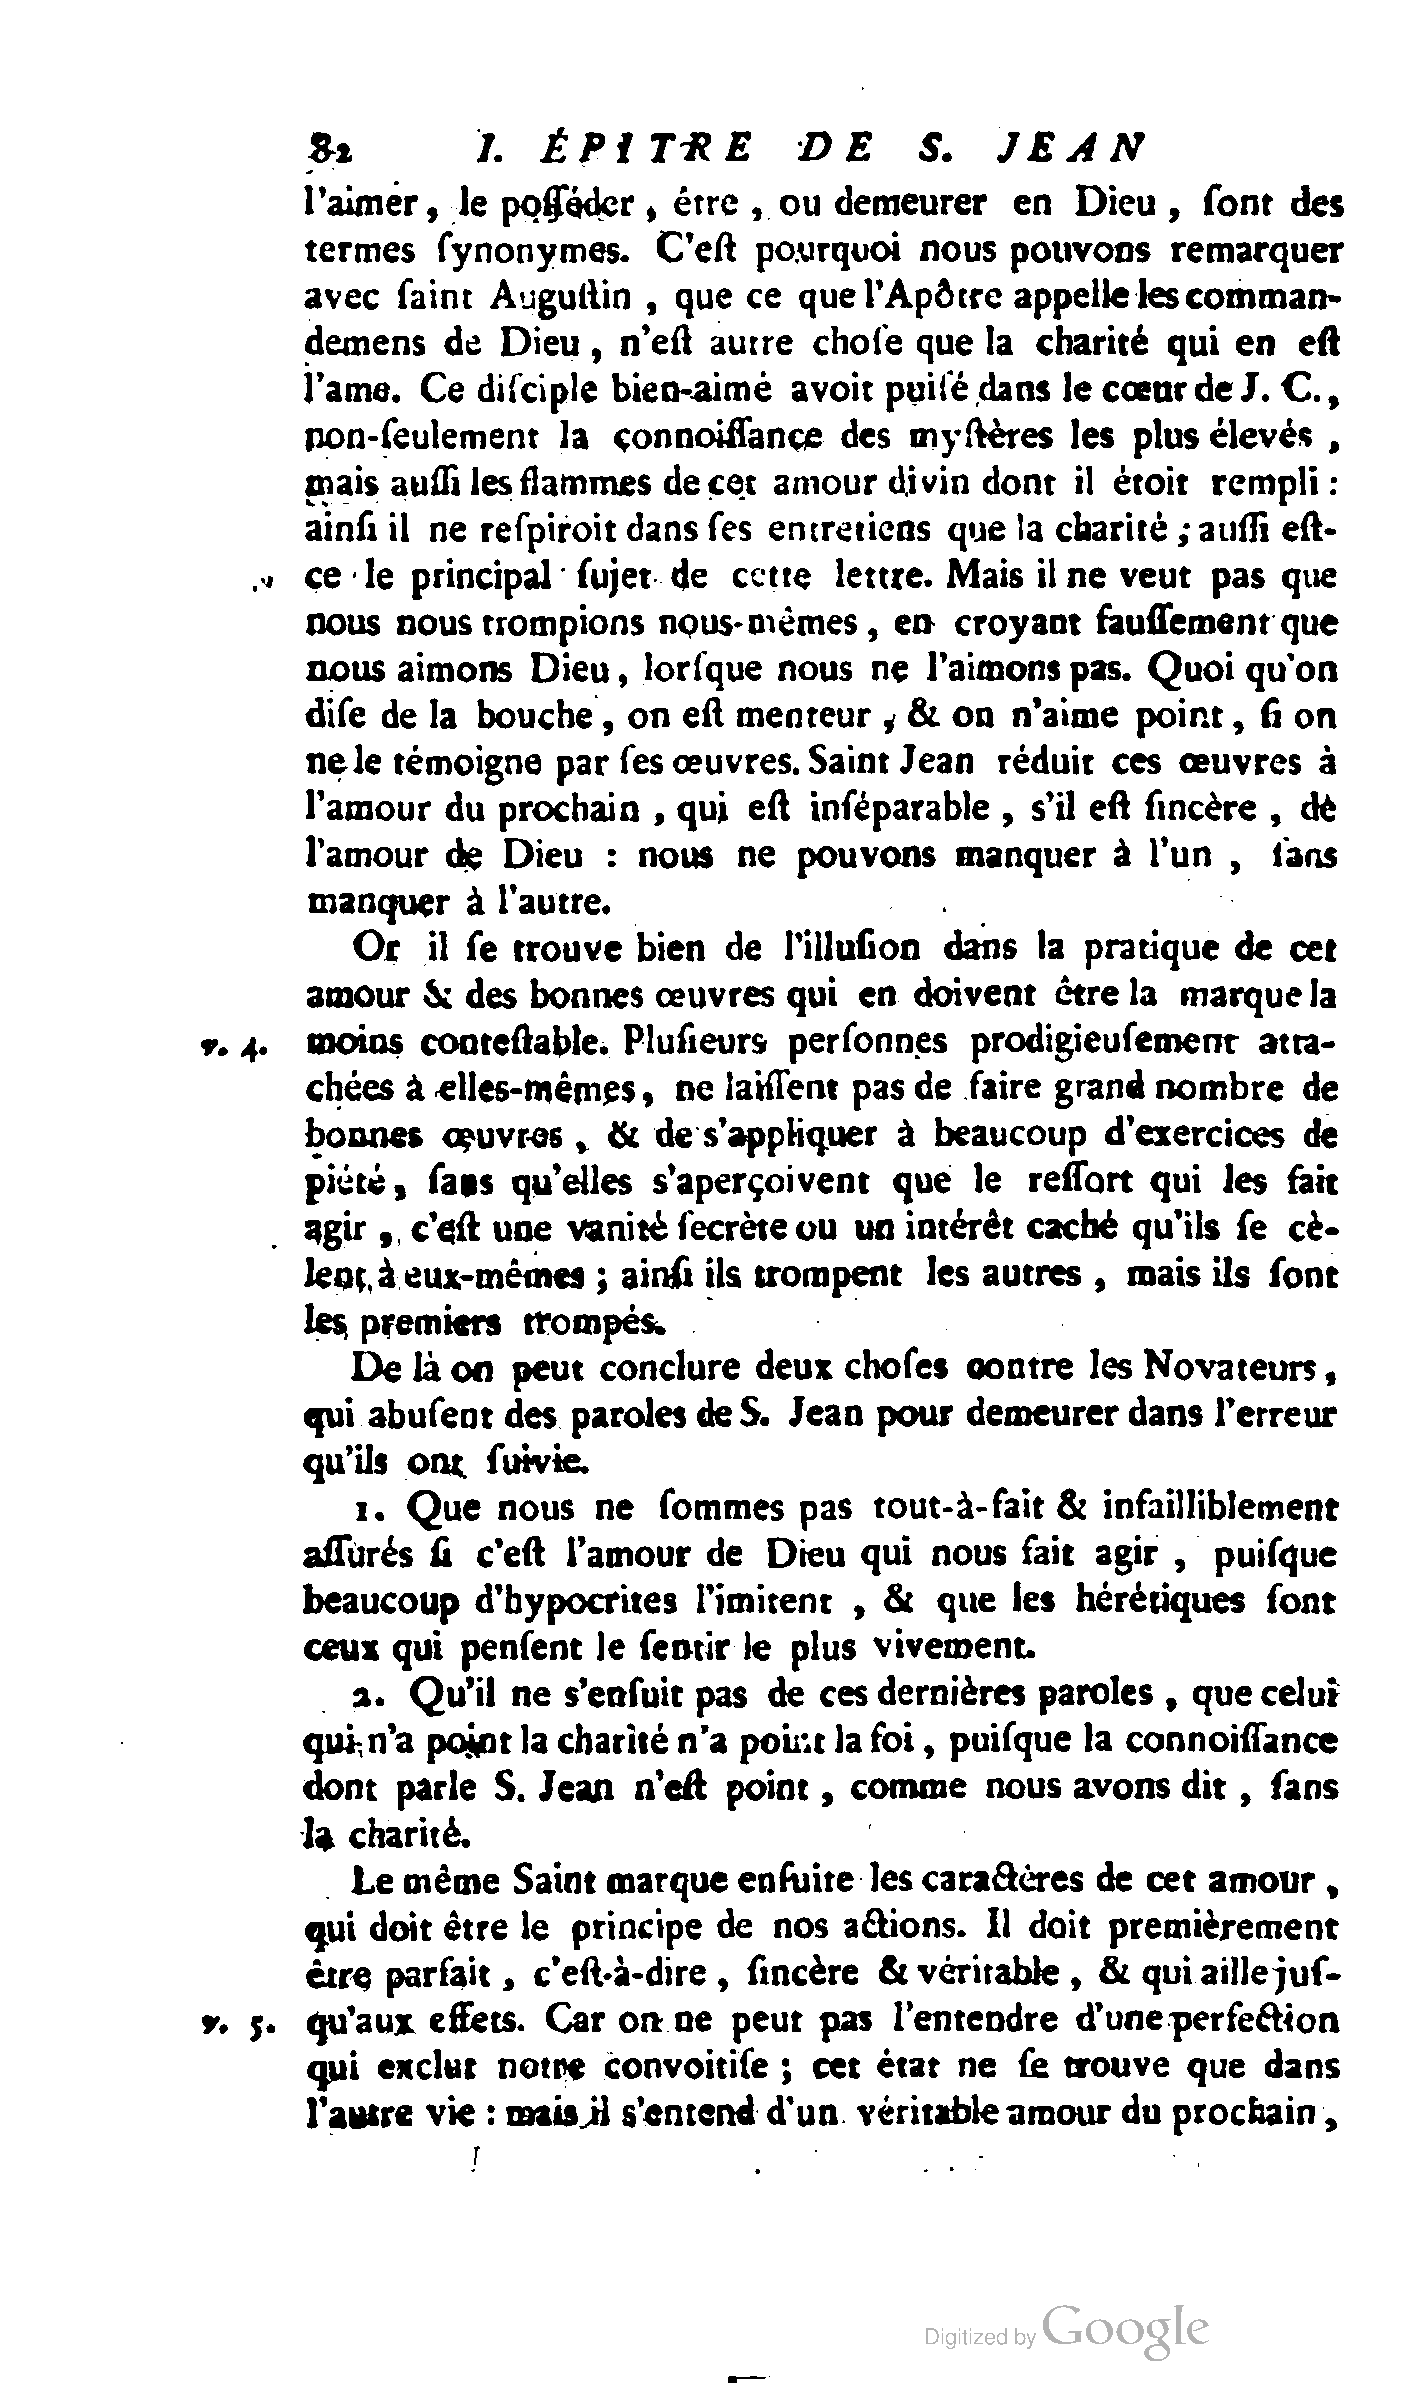 82 I. ÉPITRE DE S. JEAN
l'aimer, le posséder, être, ou demeurer en Dieu, ſont des
termes ſynonymes. C'eſt pourquoi nous pouvons remarquer
avec ſaint Auguſtin, que ce que l'Apôtre appelle les comman-
demens de Dieu, n'eſt autre choſe que la charité qui en eſt
l'ame. Ce diſciple bien-aimé avoit puiſé dans le cœur de J. C.,
non-ſeulement la connoiſſance des myſtères les plus élevés,
mais auſſi les flammes de cet amour divin dont il étoit rempli :
ainſi il ne reſpiroit dans ſes entretiens que la charité ; auſſi eſt-
ce le principal ſujet de cette lettre. Mais il ne veut pas que
nous nous trompions nous-mêmes, en croyant fauſſement que
nous aimons Dieu, lorſque nous ne l'aimons pas. Quoi qu'on
diſe de la bouche, on eſt menteur, & on n'aime point, ſi on
ne le témoigne par ſes œuvres. Saint Jean réduit ces œuvres à
l'amour du prochain, qui eſt inſéparable, s'il eſt ſincère, de
l'amour de Dieu : nous ne pouvons manquer à l'un, ſans
manquer à l'autre.
Or il ſe trouve bien de l'illuſion dans la pratique de cet
amour & des bonnes œuvres qui en doivent être la marque la
v. 4. moins conteſtable. Pluſieurs perſonnes prodigieuſement atta-
chées à elles-mêmes, ne laiſſent pas de faire grand nombre de
bonnes œuvres, & de s'appliquer à beaucoup d'exercices de
piété, ſans qu'elles s'aperçoivent que le reſſort qui les fait
agir, c'eſt une vanité ſecrète ou un intérêt caché qu'ils ſe cè-
lent à eux-mêmes ; ainſi ils trompent les autres, mais ils ſont
les premiers trompés.
De là on peut conclure deux choſes contre les Novateurs,
qui abuſent des paroles de S. Jean pour demeurer dans l'erreur
qu'ils ont ſuivie.
1. Que nous ne ſommes pas tout-à-fait & infailliblement
aſſurés ſi c'eſt l'amour de Dieu qui nous fait agir, puiſque
beaucoup d'hypocrites l'imitent, & que les hérétiques ſont
ceux qui penſent le ſentir le plus vivement.
2. Qu'il ne s'enſuit pas de ces dernières paroles, que celui
qui n'a point la charité n'a point la foi, puiſque la connoiſſance
dont parle S. Jean n'eſt point, comme nous avons dit, ſans
la charité.
Le même Saint marque enſuite les caractères de cet amour,
qui doit être le principe de nos actions. Il doit premièrement
être parfait, c'eſt-à-dire, ſincère & véritable, & qui aille juſ-
v. 5. qu'aux effets. Car on ne peut pas l'entendre d'une perfection
qui exclut notre convoitiſe ; cet état ne ſe trouve que dans
l'autre vie : mais il s'entend d'un véritable amour du prochain,
Digitized by Google